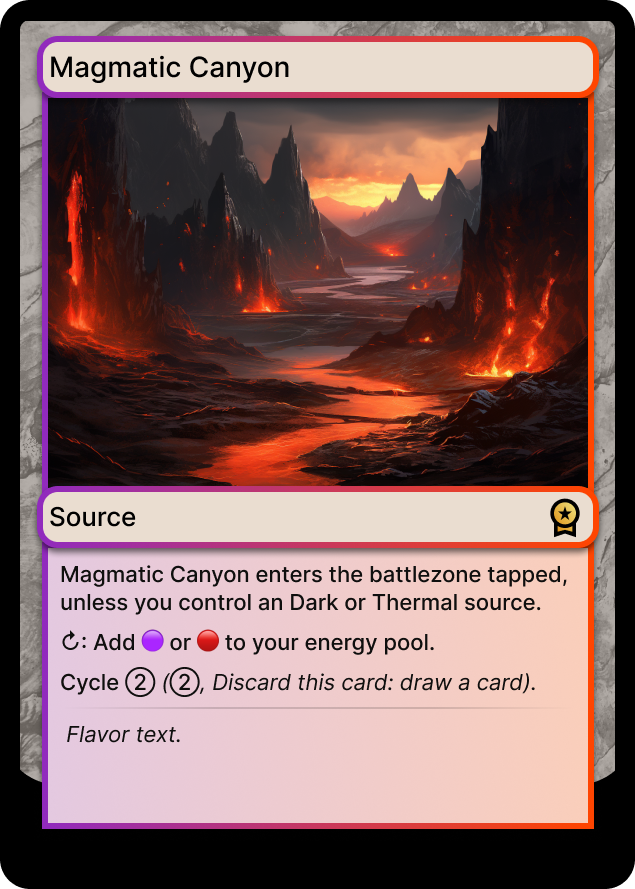 Magmatic Canyon
Source
Magmatic Canyon enters the battlezone tapped,
unless you control an Dark or Thermal source.
↻: Add 🟣 or 🔴 to your energy pool.
Cycle ② (②, Discard this card: draw a card).
Flavor text.